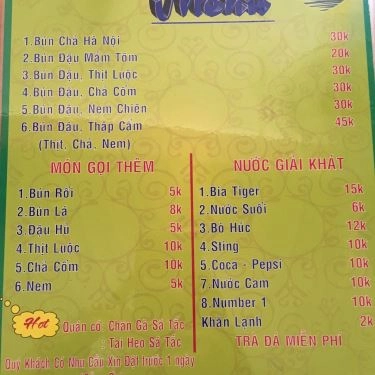 Menu
1.Bún Chả Hà Nội 30k
2.Bún Đậu Mắm Tôm 20k
3.Bún Đậu, Thịt Luộc 30k
4.Bún Đậu, Chả Cốm 30k
5 Bún Đậu, Nem Chiên 30k
6.Bún Đậu, Thập Cẩm 45k
(Thịt, Chả, Nem)
MÓN GỌI THÊM
1.Bún Rối 5k
2.Bún Lá 8k
3.Đậu Hủ 5k
4.Thịt Luộc 10k
5.Chả Cốm 10k
6.Nem 5k
NƯỚC GIẢI KHÁT
1.Bia Tiger 15k
2.Nước Suối 6k
3.Bò Húc 12k
4.Sting 10k
5.Coca - Pepsi 10k
7.Nước Cam 10k
8.Number 1 10k
Khăn Lạnh 2k
TRÀ ĐÁ MIỄN PHÍ
Hot
Quán có: Chân Gà Sả Tắc
: Tai Heo Sả Tắc
Quý Khách Có Nhu Cầu Xin Đặt trước 1 ngày